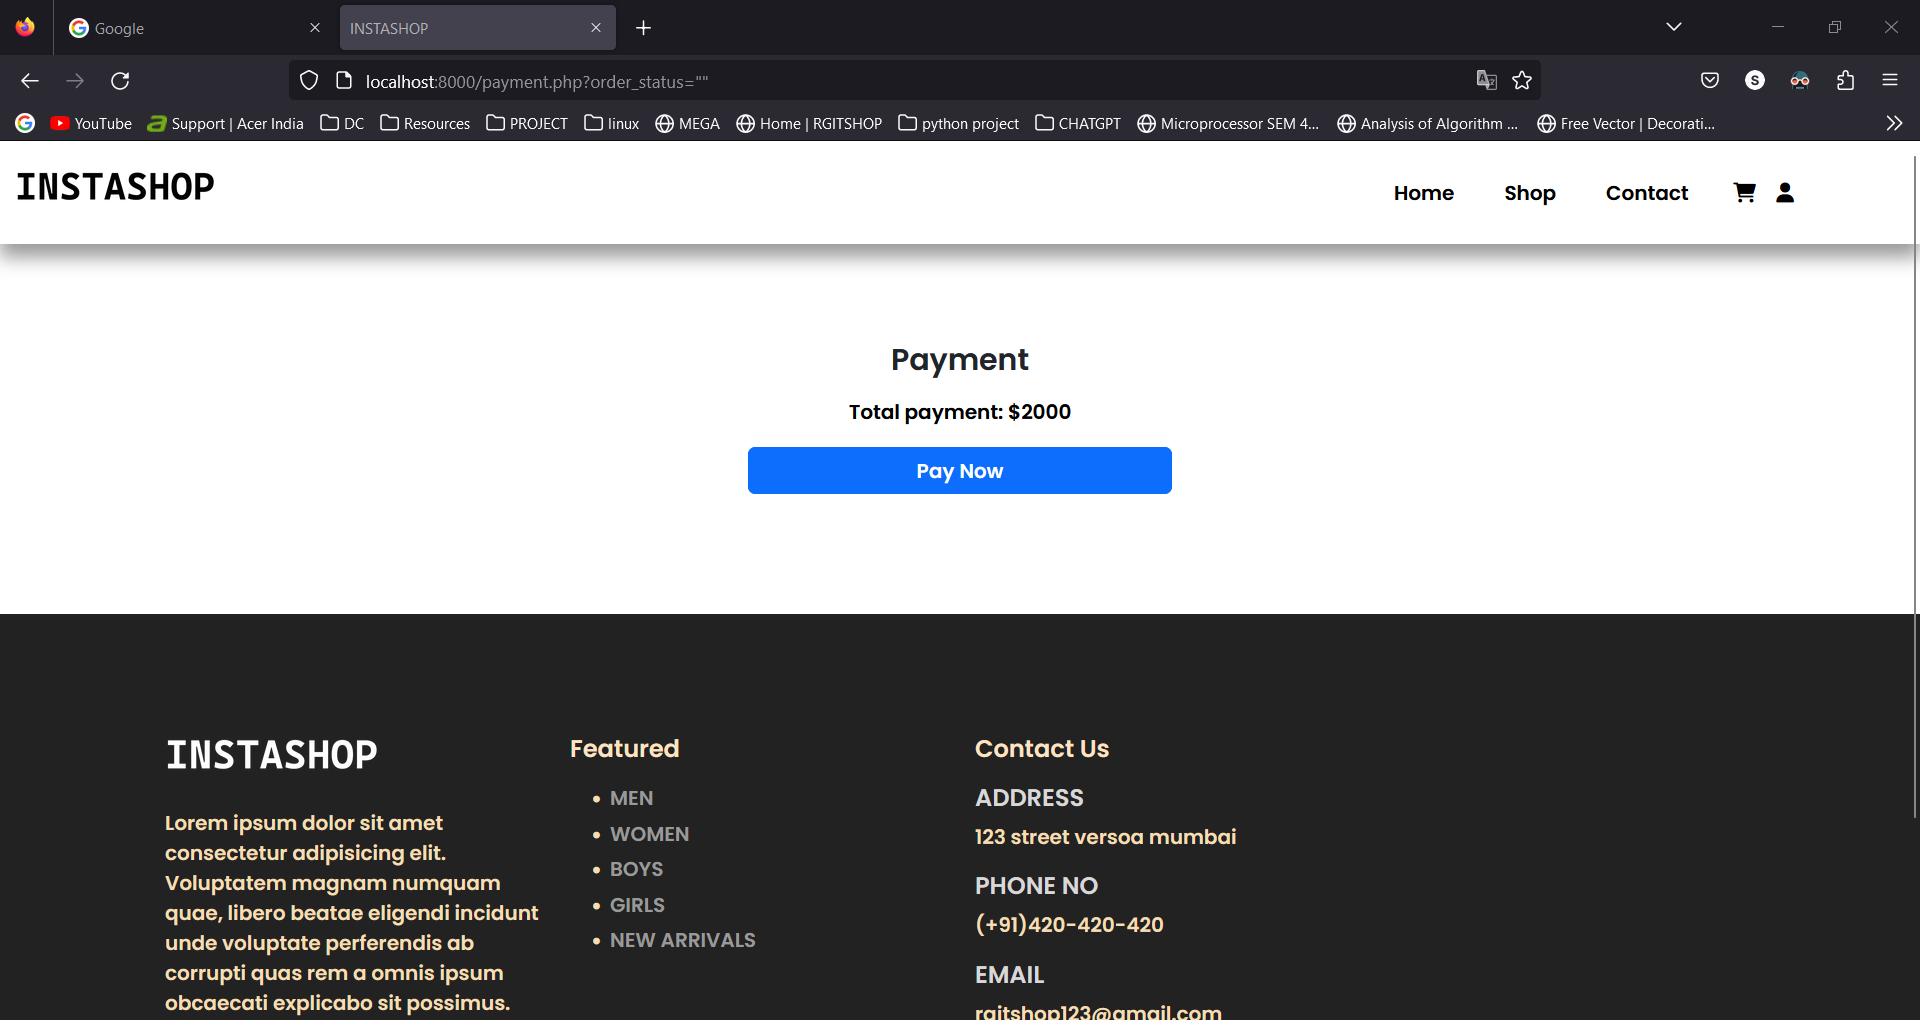 Google
INSTASHOP
localhost:8000/payment.php?order_status=""
S
YouTube Support | Acer India DC Resources PROJECT linux MEGA Home | RGITSHOP python project CHATGPT Microprocessor SEM 4... Analysis of Algorithm ... Free Vector | Decorati...
INSTASHOP
Home Shop Contact
Payment
Total payment: $2000
Pay Now
INSTASHOP
Lorem ipsum dolor sit amet
consectetur adipisicing elit.
Voluptatem magnam numquam
quae, libero beatae eligendi incidunt
unde voluptate perferendis ab
corrupti quas rem a omnis ipsum
obcaecati explicabo sit possimus.
Featured
• MEN
• WOMEN
• BOYS
• GIRLS
• NEW ARRIVALS
Contact Us
ADDRESS
123 street versoa mumbai
PHONE NO
(+91)420-420-420
EMAIL
rgitshop123@gmail.com